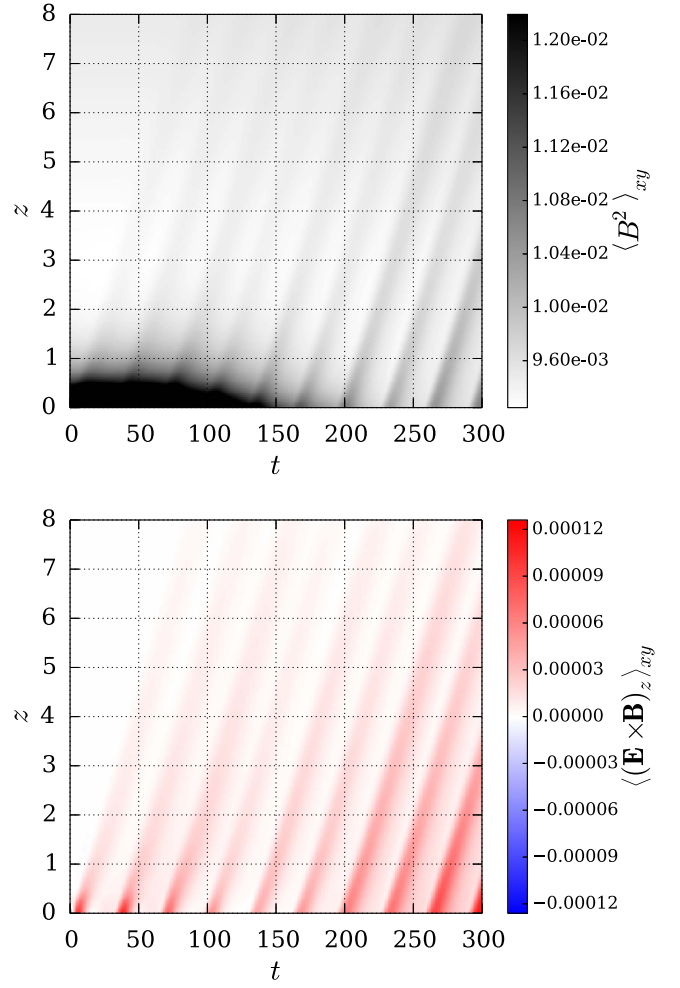 8
7
6
5
4
3
2
1
0
z
0 50 100 150 200 250 300
t
1.20e-02
1.16e-02
1.12e-02
1.08e-02
1.04e-02
1.00e-02
9.60e-03
⟨B²⟩xy
8
7
6
5
4
3
2
1
0
z
0 50 100 150 200 250 300
t
0.00012
0.00009
0.00006
0.00003
0.00000
−0.00003
−0.00006
−0.00009
−0.00012
⟨(E×B)z⟩xy